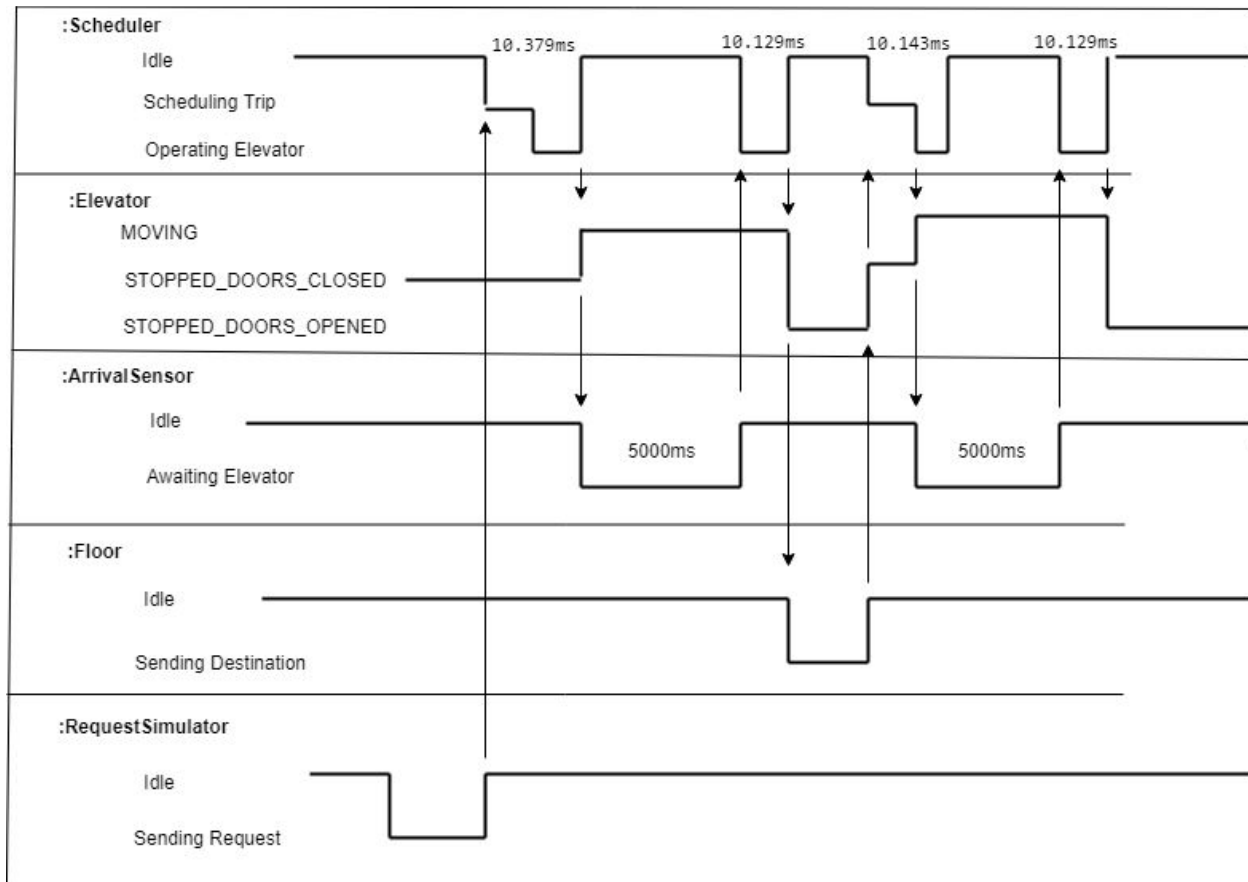 :Scheduler
10.379ms
10.129ms
10.143ms
10.129ms
Idle
Scheduling Trip
Operating Elevator
:Elevator
MOVING
STOPPED_DOORS_CLOSED
STOPPED_DOORS_OPENED
:ArrivalSensor
Idle
5000ms
5000ms
Awaiting Elevator
:Floor
Idle
Sending Destination
:RequestSimulator
Idle
Sending Request